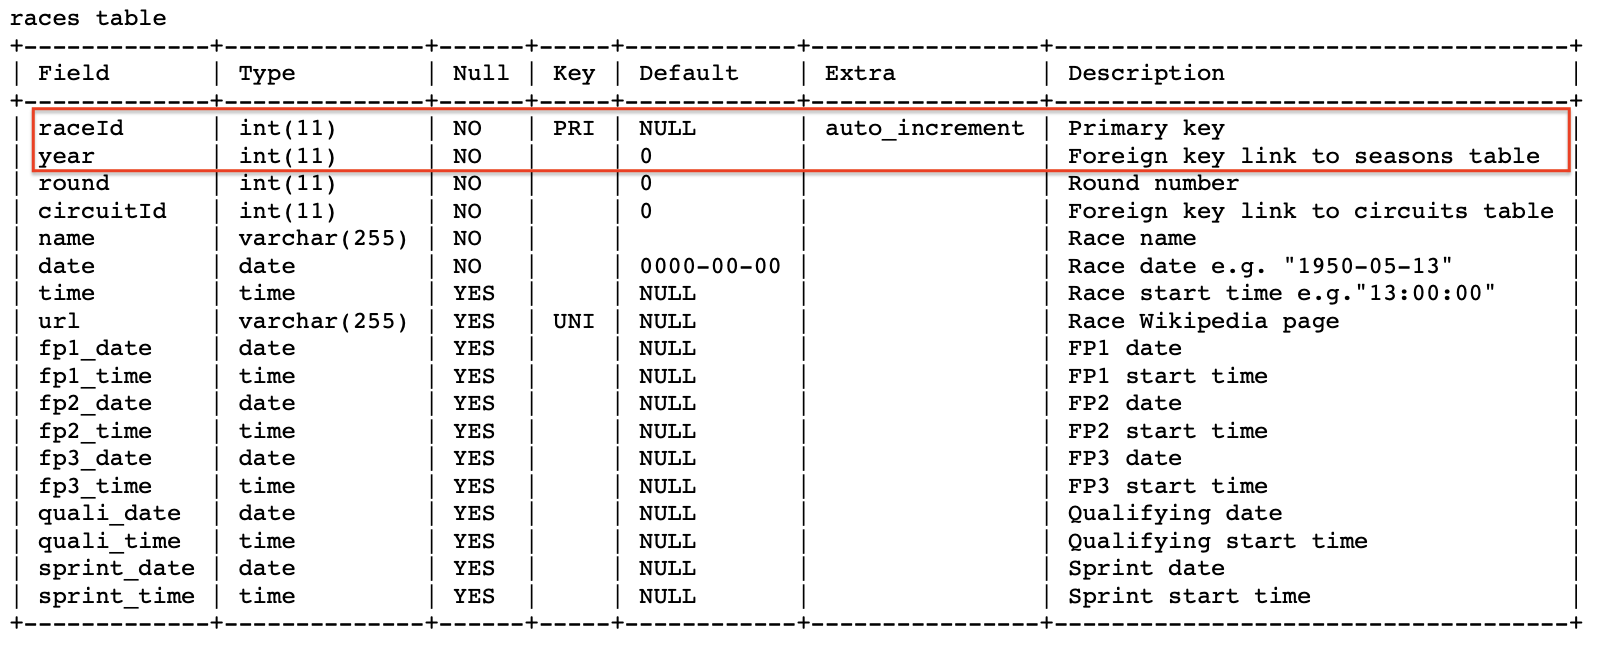 races table
+-------------+--------------+------+-----+------------+----------------+------------------------------------+
| Field | Type | Null | Key | Default | Extra | Description |
+-------------+--------------+------+-----+------------+----------------+------------------------------------+
| raceId | int(11) | NO | PRI | NULL | auto_increment | Primary key |
| year | int(11) | NO | | 0 | | Foreign key link to seasons table |
| round | int(11) | NO | | 0 | | Round number |
| circuitId | int(11) | NO | | 0 | | Foreign key link to circuits table |
| name | varchar(255) | NO | | | | Race name |
| date | date | NO | | 0000-00-00 | | Race date e.g. "1950-05-13" |
| time | time | YES | | NULL | | Race start time e.g."13:00:00" |
| url | varchar(255) | YES | UNI | NULL | | Race Wikipedia page |
| fp1_date | date | YES | | NULL | | FP1 date |
| fp1_time | time | YES | | NULL | | FP1 start time |
| fp2_date | date | YES | | NULL | | FP2 date |
| fp2_time | time | YES | | NULL | | FP2 start time |
| fp3_date | date | YES | | NULL | | FP3 date |
| fp3_time | time | YES | | NULL | | FP3 start time |
| quali_date | date | YES | | NULL | | Qualifying date |
| quali_time | time | YES | | NULL | | Qualifying start time |
| sprint_date | date | YES | | NULL | | Sprint date |
| sprint_time | time | YES | | NULL | | Sprint start time |
+-------------+--------------+------+-----+------------+----------------+------------------------------------+